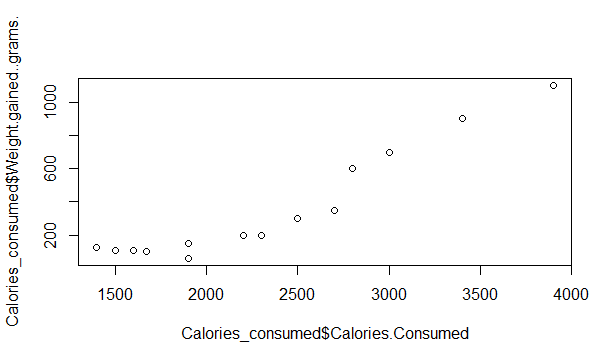 Calories_consumed$Weight.gained..grams.
1000
600
200
1500 2000 2500 3000 3500 4000
Calories_consumed$Calories.Consumed